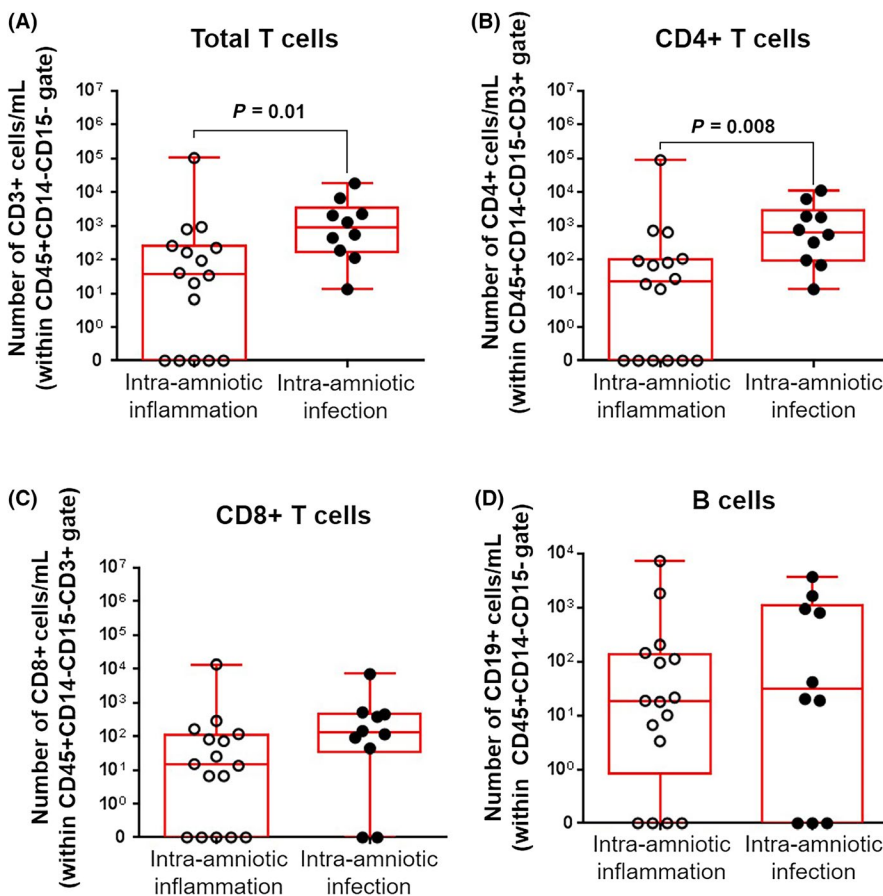 (A)
Total T cells
Number of CD3+ cells/mL
(within CD45+CD14-CD15- gate)
10⁷
10⁶
10⁵
10⁴
10³
10²
10¹
10⁰
0
P = 0.01
Intra-amniotic
inflammation
Intra-amniotic
infection
(B)
CD4+ T cells
Number of CD4+ cells/mL
(within CD45+CD14-CD15-CD3+ gate)
10⁷
10⁶
10⁵
10⁴
10³
10²
10¹
10⁰
0
P = 0.008
Intra-amniotic
inflammation
Intra-amniotic
infection
(C)
CD8+ T cells
Number of CD8+ cells/mL
(within CD45+CD14-CD15-CD3+ gate)
10⁷
10⁶
10⁵
10⁴
10³
10²
10¹
10⁰
0
Intra-amniotic
inflammation
Intra-amniotic
infection
(D)
B cells
Number of CD19+ cells/mL
(within CD45+CD14-CD15- gate)
10⁴
10³
10²
10¹
10⁰
0
Intra-amniotic
inflammation
Intra-amniotic
infection